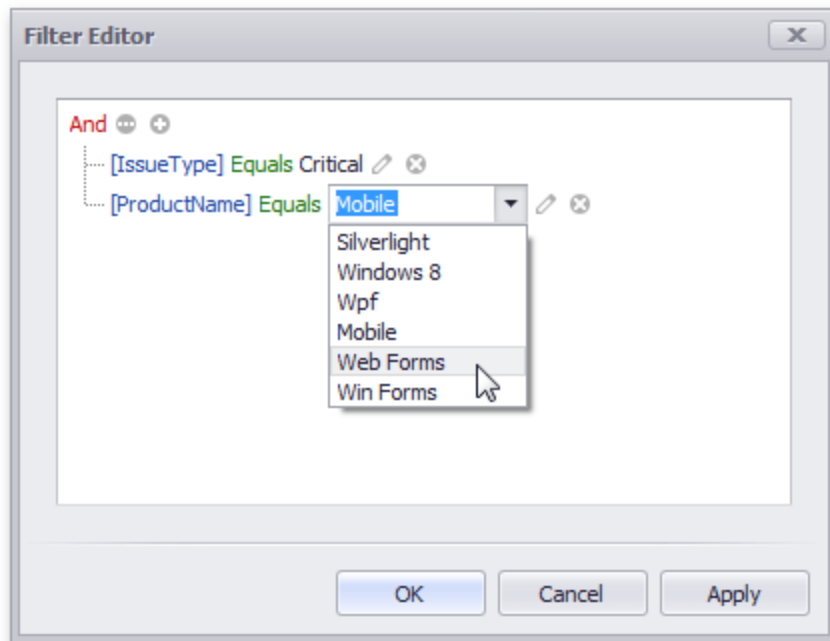 Filter Editor
And
[IssueType] Equals Critical
[ProductName] Equals Mobile
Silverlight
Windows 8
Wpf
Mobile
Web Forms
Win Forms
OK Cancel Apply